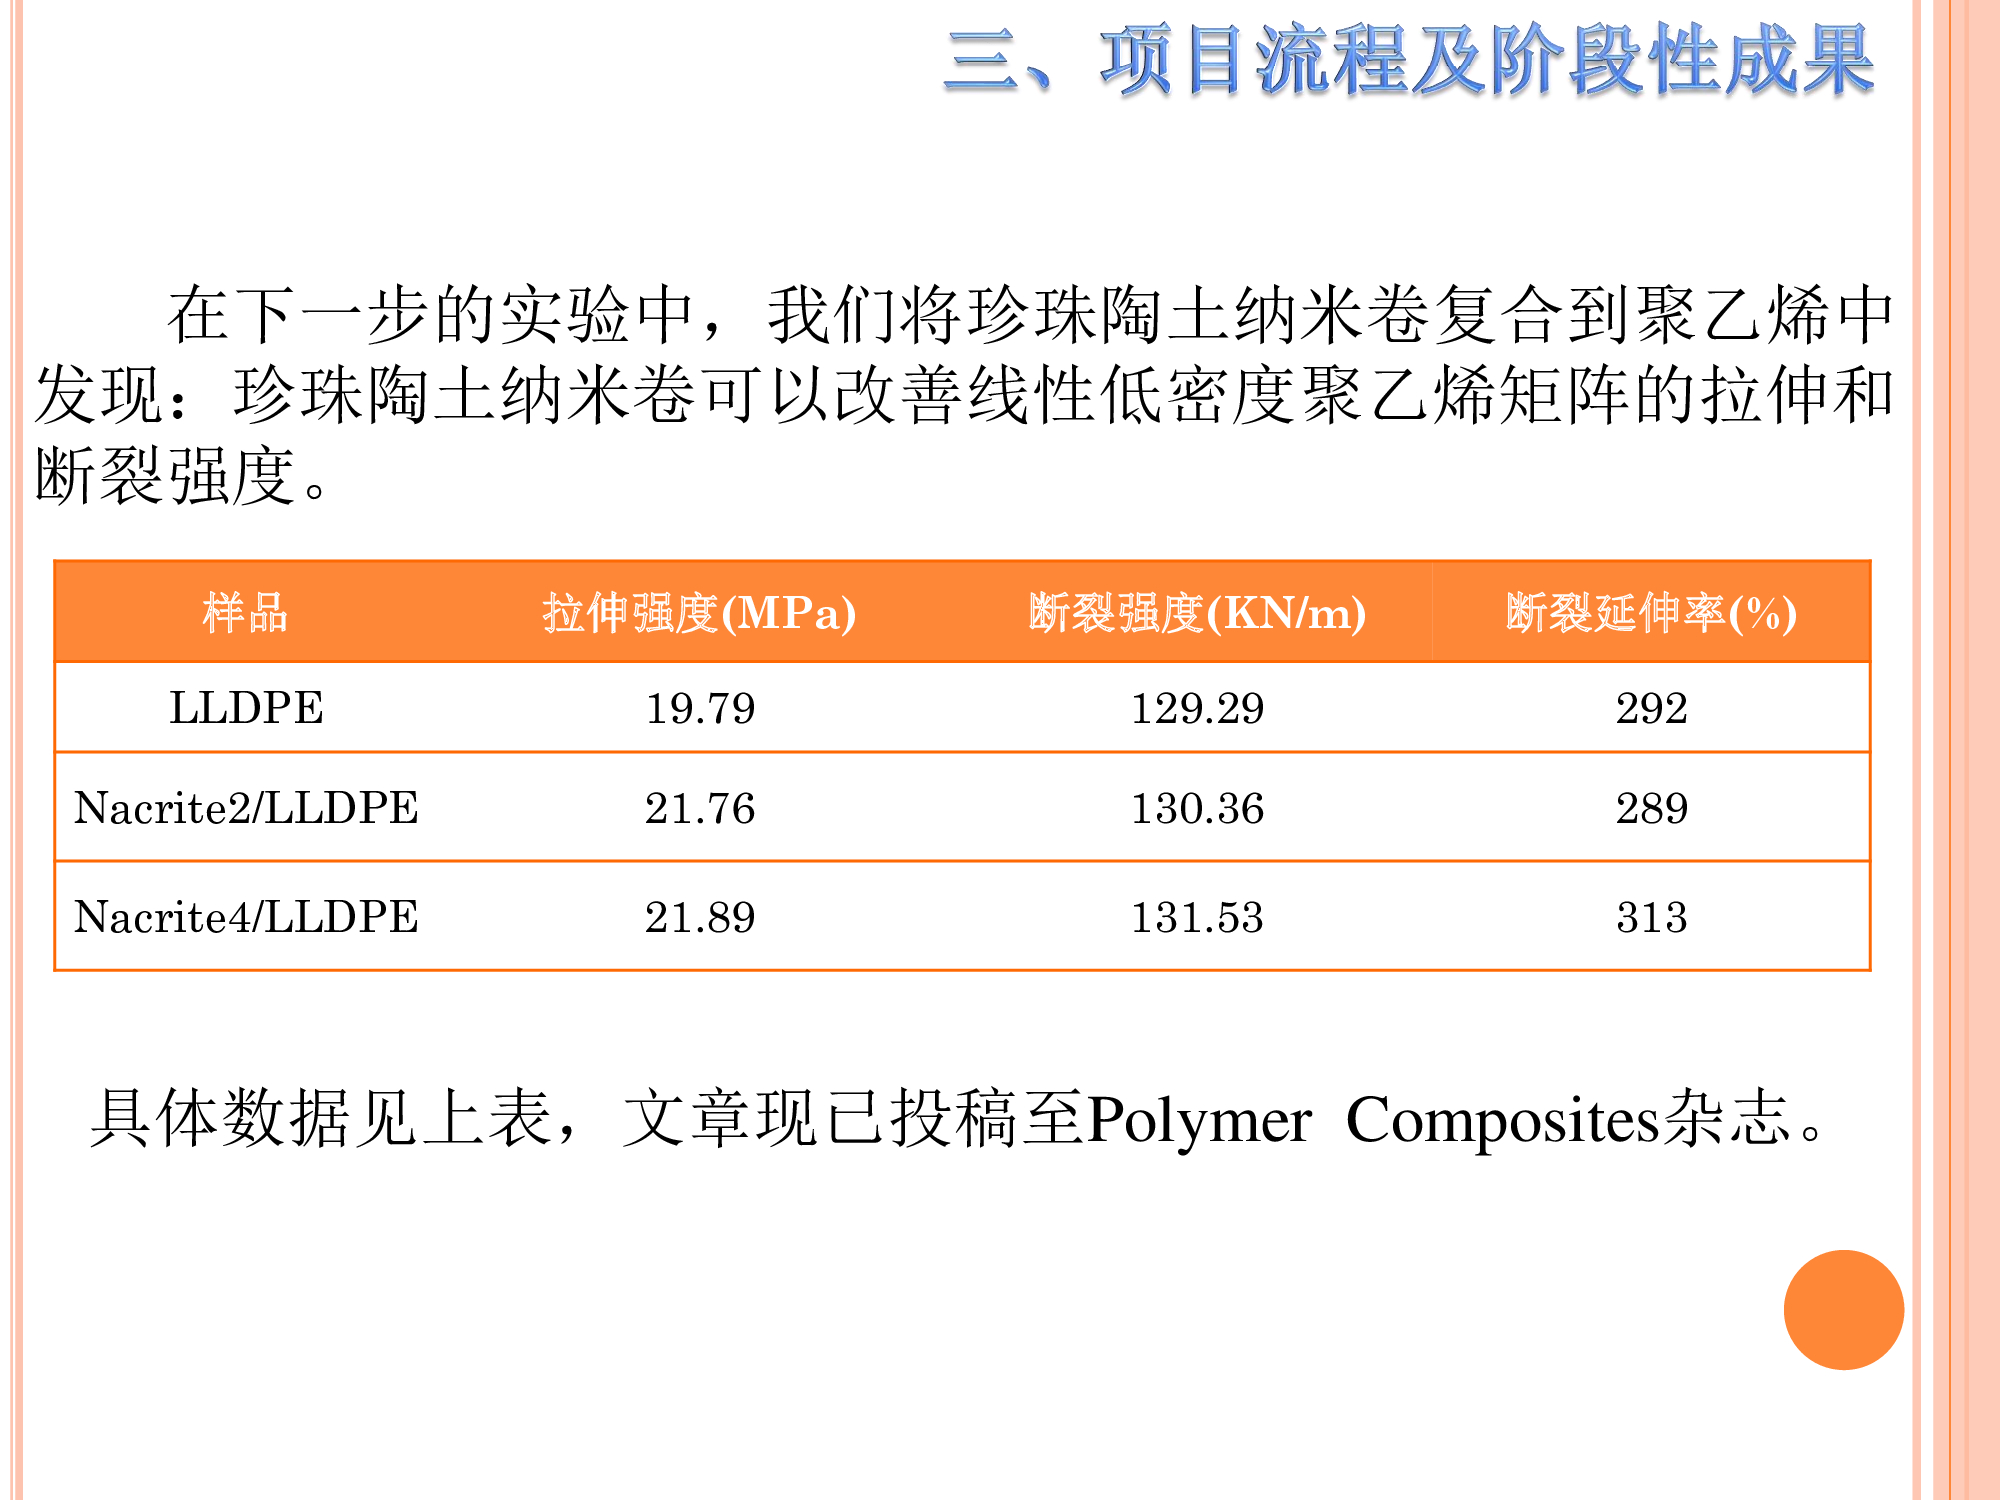 三、项目流程及阶段性成果
在下一步的实验中，我们将珍珠陶土纳米卷复合到聚乙烯中
发现：珍珠陶土纳米卷可以改善线性低密度聚乙烯矩阵的拉伸和
断裂强度。
样品 拉伸强度(MPa) 断裂强度(KN/m) 断裂延伸率(%)
LLDPE 19.79 129.29 292
Nacrite2/LLDPE 21.76 130.36 289
Nacrite4/LLDPE 21.89 131.53 313
具体数据见上表，文章现已投稿至Polymer Composites杂志。